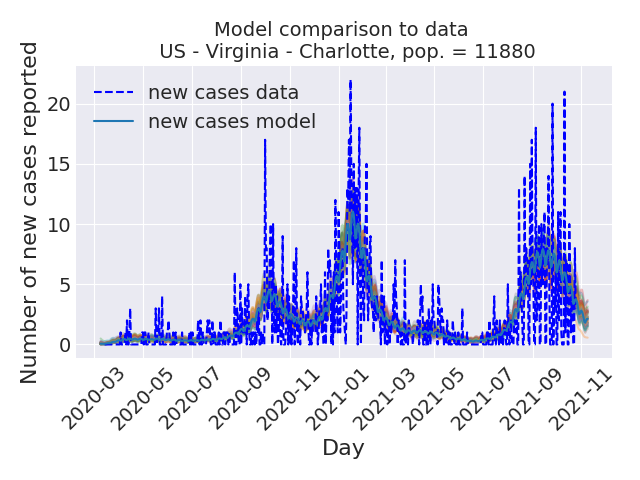 Model comparison to data
US - Virginia - Charlotte, pop. = 11880
Number of new cases reported
20
15
10
5
0
new cases data
new cases model
2020-03
2020-05
2020-07
2020-09
2020-11
2021-01
2021-03
2021-05
2021-07
2021-09
2021-11
Day